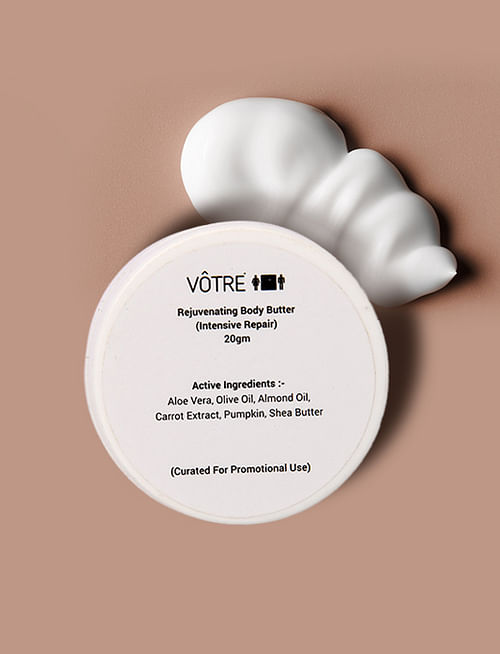 VÔTRE
Rejuvenating Body Butter
(Intensive Repair)
20gm
Active Ingredients :-
Aloe Vera, Olive Oil, Almond Oil,
Carrot Extract, Pumpkin, Shea Butter
(Curated For Promotional Use)